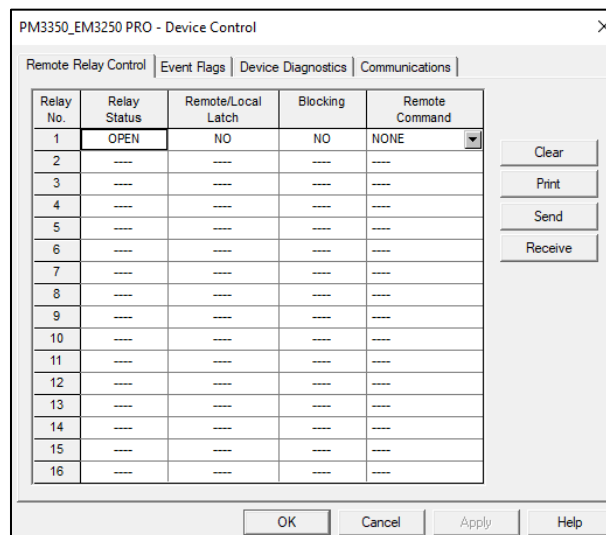 PM3350_EM3250 PRO - Device Control
Remote Relay Control Event Flags Device Diagnostics Communications
Relay No. Relay Status Remote/Local Latch Blocking Remote Command
1 OPEN NO NO NONE
2 ---- ---- ---- ----
3 ---- ---- ---- ----
4 ---- ---- ---- ----
5 ---- ---- ---- ----
6 ---- ---- ---- ----
7 ---- ---- ---- ----
8 ---- ---- ---- ----
9 ---- ---- ---- ----
10 ---- ---- ---- ----
11 ---- ---- ---- ----
12 ---- ---- ---- ----
13 ---- ---- ---- ----
14 ---- ---- ---- ----
15 ---- ---- ---- ----
16 ---- ---- ---- ----
Clear
Print
Send
Receive
OK Cancel Apply Help